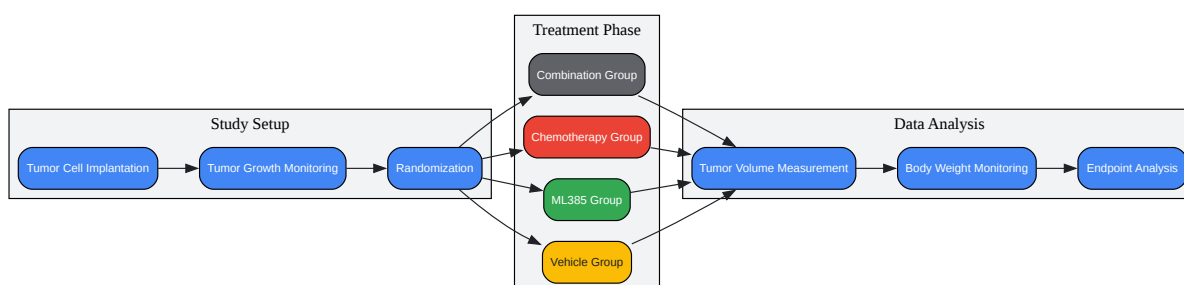 Treatment Phase
Combination Group
Chemotherapy Group
ML385 Group
Vehicle Group
Study Setup
Tumor Cell Implantation
Tumor Growth Monitoring
Randomization
Data Analysis
Tumor Volume Measurement
Body Weight Monitoring
Endpoint Analysis